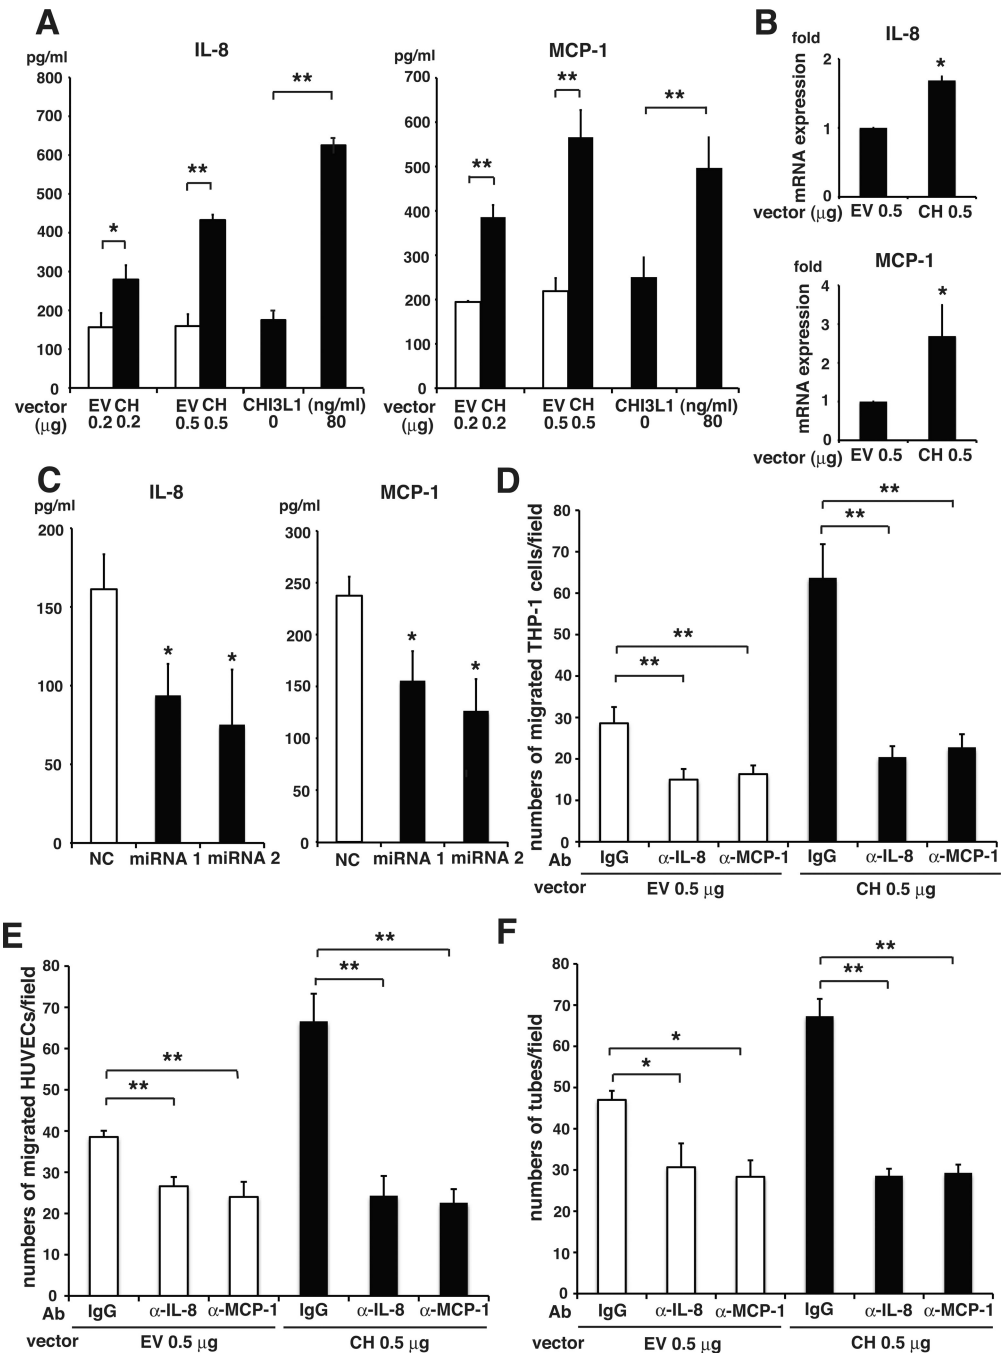 A
IL-8
pg/ml
800
700
600
500
400
300
200
100
0
*
**
**
EV CH EV CH CHI3L1 (ng/ml)
vector
(μg)
0.2 0.2 0.5 0.5 0 80
MCP-1
pg/ml
700
600
500
400
300
200
100
0
**
**
**
EV CH EV CH CHI3L1 (ng/ml)
0.2 0.2 0.5 0.5 0 80
B
IL-8
fold
mRNA expression
2
1
0
*
vector (μg) EV 0.5 CH 0.5
MCP-1
fold
mRNA expression
4
3
2
1
0
*
vector (μg) EV 0.5 CH 0.5
C
IL-8
pg/ml
200
150
100
50
0
*
*
NC miRNA 1 miRNA 2
MCP-1
pg/ml
300
250
200
150
100
50
0
*
*
NC miRNA 1 miRNA 2
D
numbers of migrated THP-1 cells/field
80
70
60
50
40
30
20
10
0
**
**
**
**
Ab IgG α-IL-8 α-MCP-1 IgG α-IL-8 α-MCP-1
vector EV 0.5 μg CH 0.5 μg
E
numbers of migrated HUVECs/field
80
70
60
50
40
30
20
10
0
**
**
**
**
Ab IgG α-IL-8 α-MCP-1 IgG α-IL-8 α-MCP-1
vector EV 0.5 μg CH 0.5 μg
F
numbers of tubes/field
80
70
60
50
40
30
20
10
0
*
*
**
**
Ab IgG α-IL-8 α-MCP-1 IgG α-IL-8 α-MCP-1
vector EV 0.5 μg CH 0.5 μg